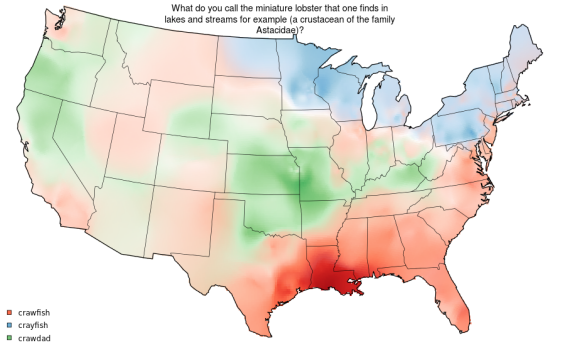 What do you call the miniature lobster that one finds in
lakes and streams for example (a crustacean of the family
Astacidae)?
crawfish
crayfish
crawdad